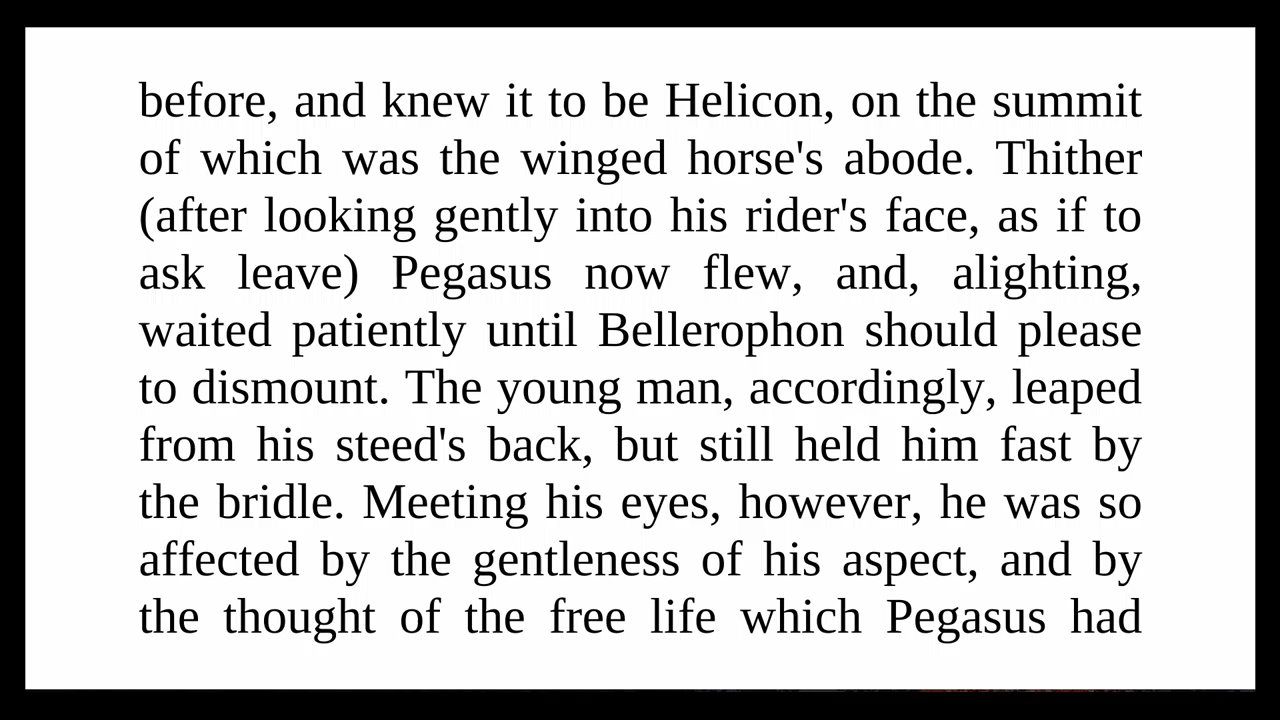 before, and knew it to be Helicon, on the summit
of which was the winged horse's abode. Thither
(after looking gently into his rider's face, as if to
ask leave) Pegasus now flew, and, alighting,
waited patiently until Bellerophon should please
to dismount. The young man, accordingly, leaped
from his steed's back, but still held him fast by
the bridle. Meeting his eyes, however, he was so
affected by the gentleness of his aspect, and by
the thought of the free life which Pegasus had